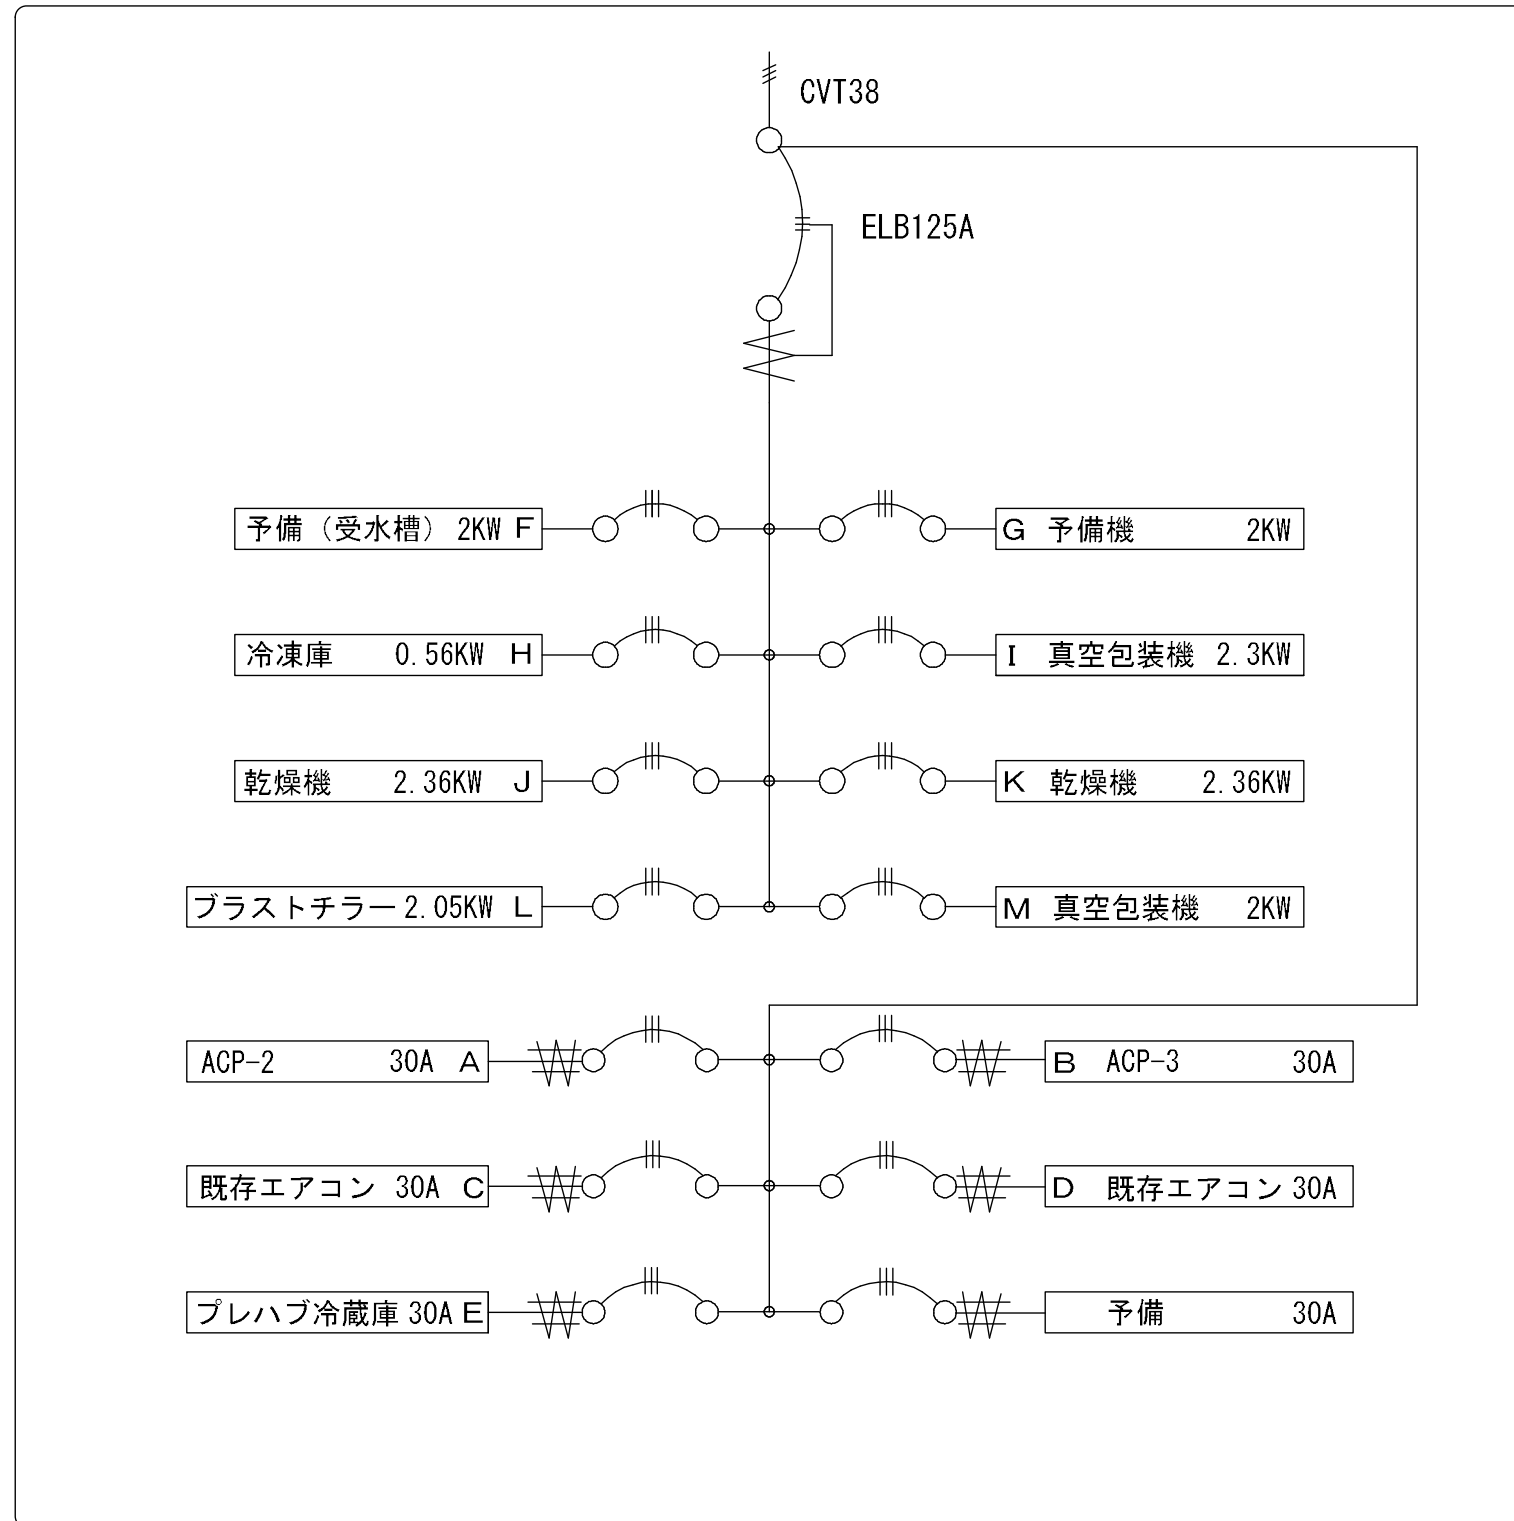 CVT38
ELB125A
予備（受水槽） 2KW F
G 予備機 2KW
冷凍庫 0.56KW H
I 真空包装機 2.3KW
乾燥機 2.36KW J
K 乾燥機 2.36KW
ブラストチラー 2.05KW L
M 真空包装機 2KW
ACP-2 30A A
B ACP-3 30A
既存エアコン 30A C
D 既存エアコン 30A
プレハブ冷蔵庫 30A E
予備 30A